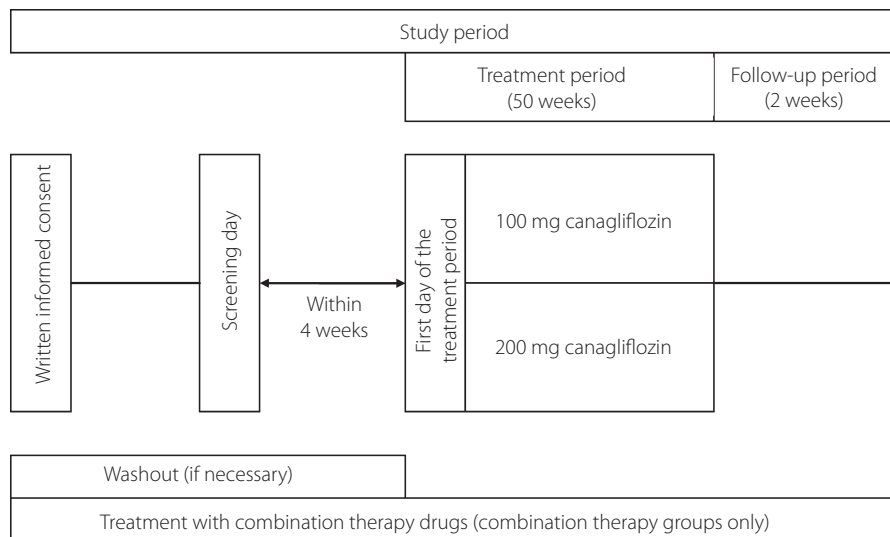 Study period
Treatment period
(50 weeks)
Follow-up period
(2 weeks)
Written informed consent
Screening day
Within
4 weeks
First day of the
treatment period
100 mg canagliflozin
200 mg canagliflozin
Washout (if necessary)
Treatment with combination therapy drugs (combination therapy groups only)